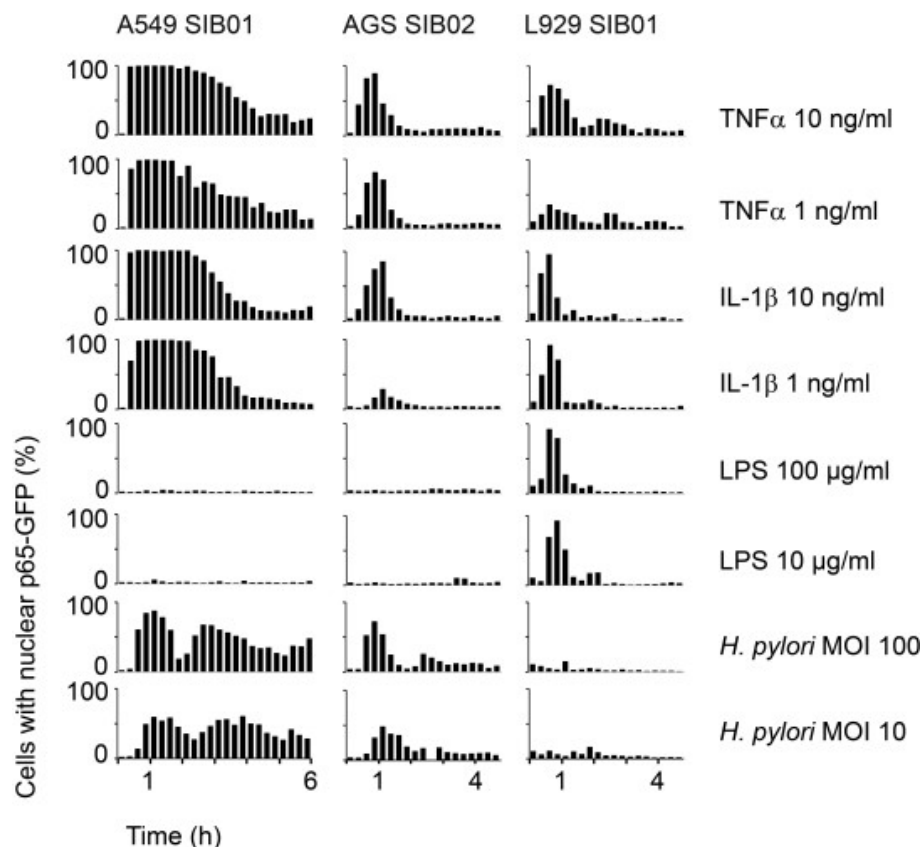 A549 SIB01 AGS SIB02 L929 SIB01
100
0
TNFα 10 ng/ml
100
0
TNFα 1 ng/ml
100
0
IL-1β 10 ng/ml
100
0
IL-1β 1 ng/ml
100
0
LPS 100 µg/ml
100
0
LPS 10 µg/ml
100
0
H. pylori MOI 100
100
0
H. pylori MOI 10
Cells with nuclear p65-GFP (%)
1 6 1 4 1 4
Time (h)